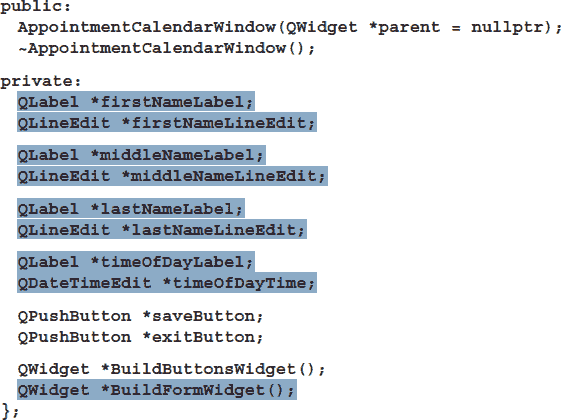 public:
AppointmentCalendarWindow(QWidget *parent = nullptr);
~AppointmentCalendarWindow();
private:
QLabel *firstNameLabel;
QLineEdit *firstNameLineEdit;
QLabel *middleNameLabel;
QLineEdit *middleNameLineEdit;
QLabel *lastNameLabel;
QLineEdit *lastNameLineEdit;
QLabel *timeOfDayLabel;
QDateTimeEdit *timeOfDayTime;
QPushButton *saveButton;
QPushButton *exitButton;
QWidget *BuildButtonsWidget();
QWidget *BuildFormWidget();
};